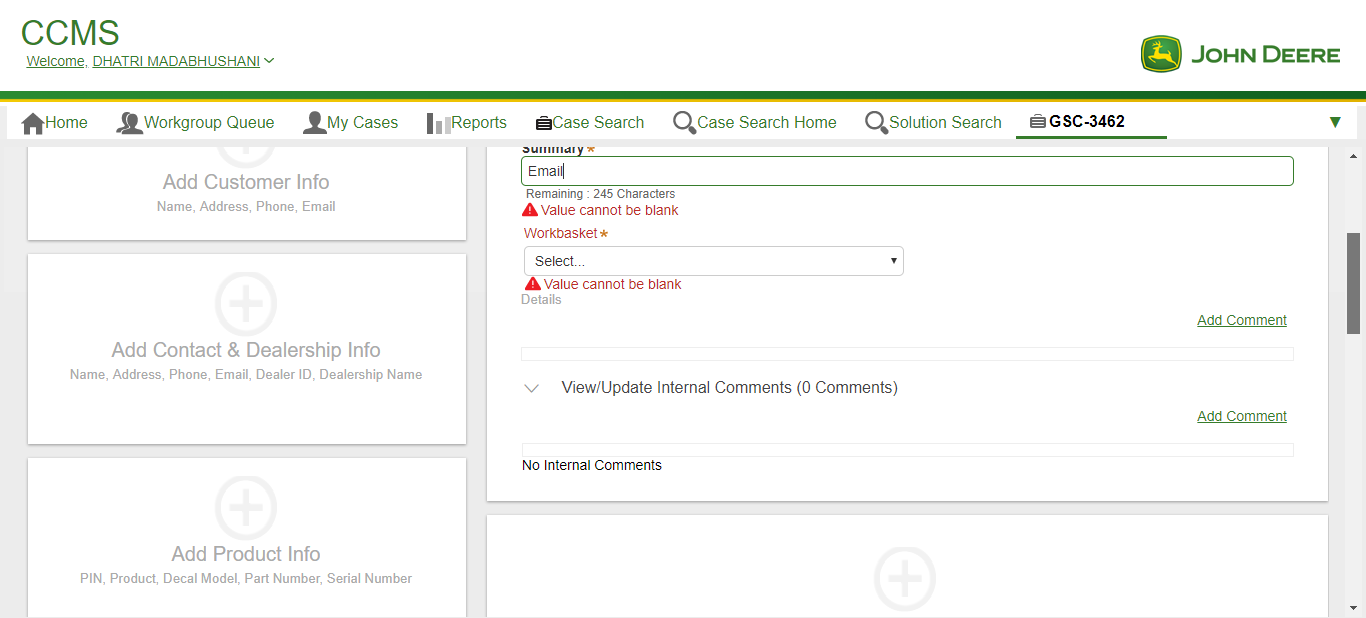 CCMS
Welcome, DHATRI MADABHUSHANI
JOHN DEERE
Home Workgroup Queue My Cases Reports Case Search Case Search Home Solution Search GSC-3462
Add Customer Info
Name, Address, Phone, Email
Add Contact & Dealership Info
Name, Address, Phone, Email, Dealer ID, Dealership Name
Add Product Info
PIN, Product, Decal Model, Part Number, Serial Number
Summary*
Email
Remaining : 245 Characters
Value cannot be blank
Workbasket*
Select...
Value cannot be blank
Details
Add Comment
View/Update Internal Comments (0 Comments)
Add Comment
No Internal Comments